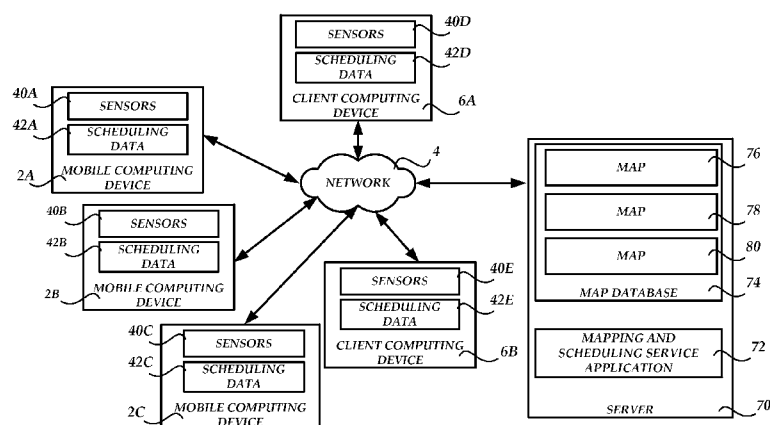 SENSORS
40D
SCHEDULING
DATA
42D
CLIENT COMPUTING
DEVICE
6A
40A
SENSORS
42A
SCHEDULING
DATA
MOBILE COMPUTING
DEVICE
2A
4
NETWORK
40B
SENSORS
42B
SCHEDULING
DATA
MOBILE COMPUTING
DEVICE
2B
SENSORS
40E
SCHEDULING
DATA
42E
CLIENT COMPUTING
DEVICE
6B
40C
SENSORS
42C
SCHEDULING
DATA
MOBILE COMPUTING
DEVICE
2C
MAP
76
MAP
78
MAP
80
MAP DATABASE
74
MAPPING AND
SCHEDULING SERVICE
APPLICATION
72
SERVER
70